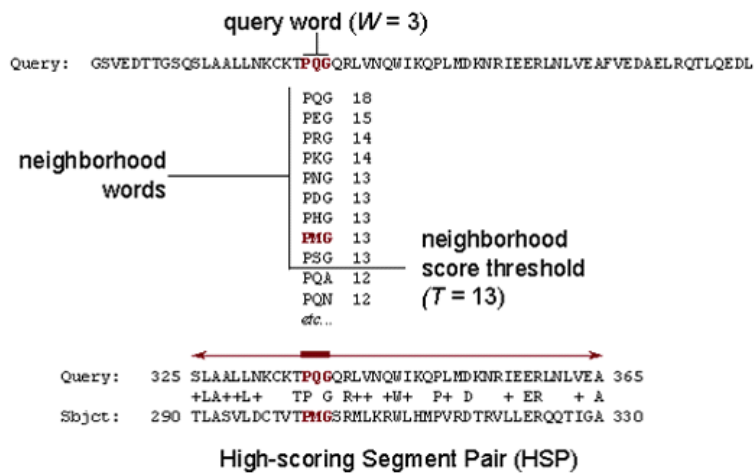 query word (W = 3)
Query: GSVEDTTGSQSLAALLNKCKTPQGQRLVNQWIKQPLMDKNRIEERLNLVEAFVEDAELRQTLQEDL
PQG 18
PEG 15
PRG 14
PKG 14
PNG 13
PDG 13
PHG 13
PMG 13
PSG 13
PQA 12
PQN 12
etc...
neighborhood
words
neighborhood
score threshold
(T = 13)
Query: 325 SLAALLNKCKTPQGQRLVNQWIKQPLMDKNRIEERLNLVEA 365
+LA++L+ TP G R++ +W+ P+ D + ER + A
Sbjct: 290 TLASVLDCTVTPMGSRMLKRWLHMPVRDTRVLLERQQTIGA 330
High-scoring Segment Pair (HSP)